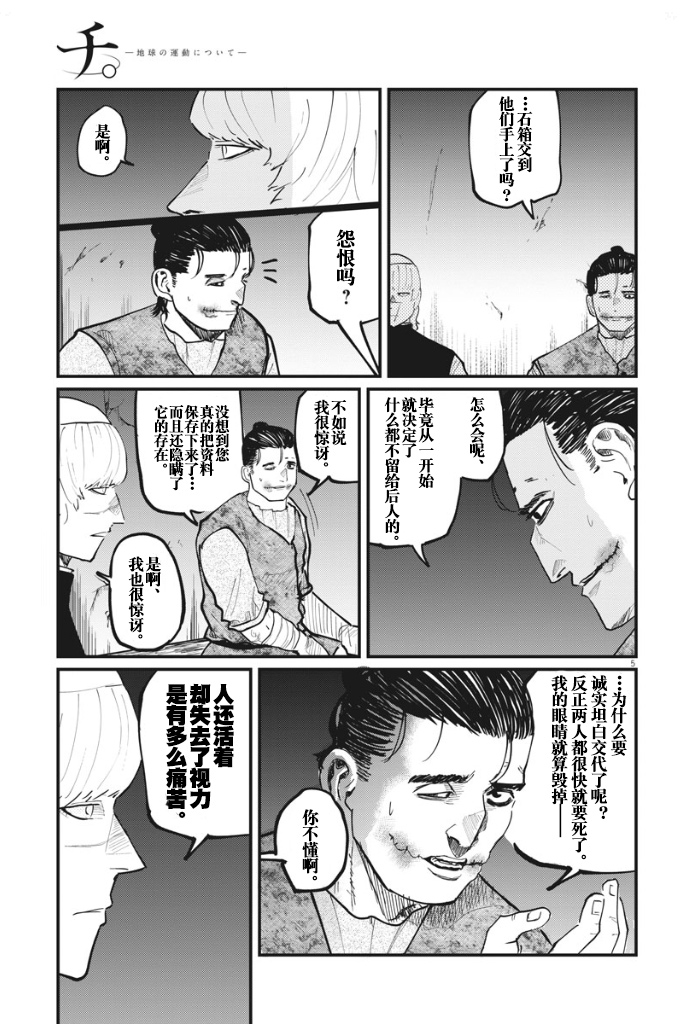 チ。
—地球の運動について—
…石箱交到
他们手上了吗？
是啊。
怨恨吗？
怎么会呢、
毕竟从一开始
就决定了
什么都不留给后人的。
不如说
我很惊讶。
没想到您
真的把资料
保存下来了…
而且还隐瞒了
它的存在。
是啊、
我也很惊讶。
5
…为什么要
诚实坦白交代了呢？
反正两人都很快就要死了。
我的眼睛就算毁掉——
你不懂啊。
人还活着
却失去了视力
是有多么痛苦。